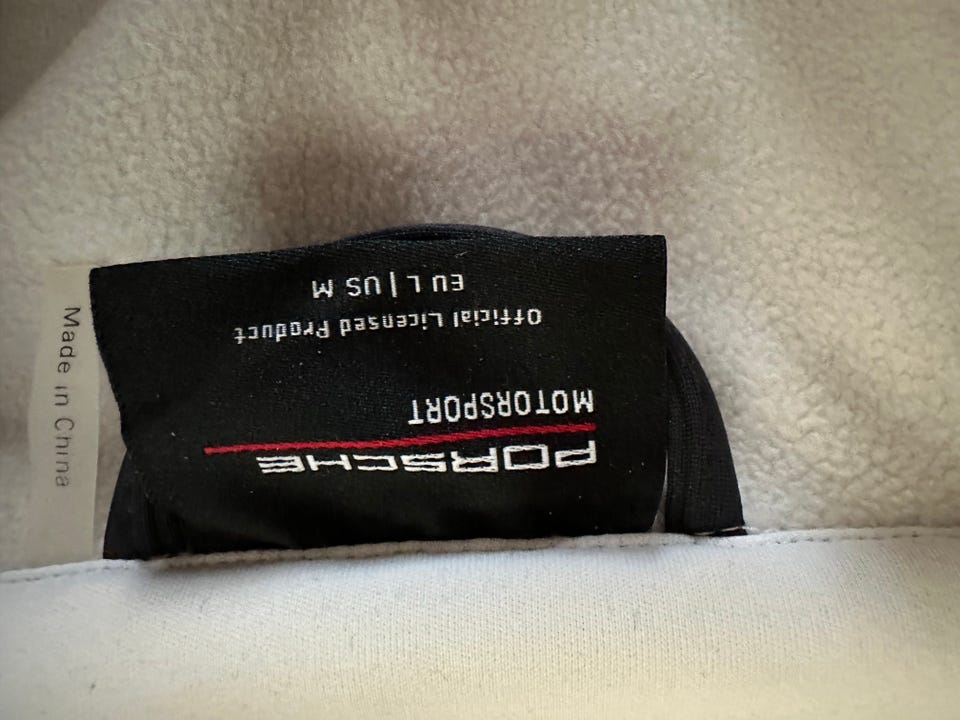 PORSCHE
MOTORSPORT
Official Licensed Product
EU L | US M
Made in China